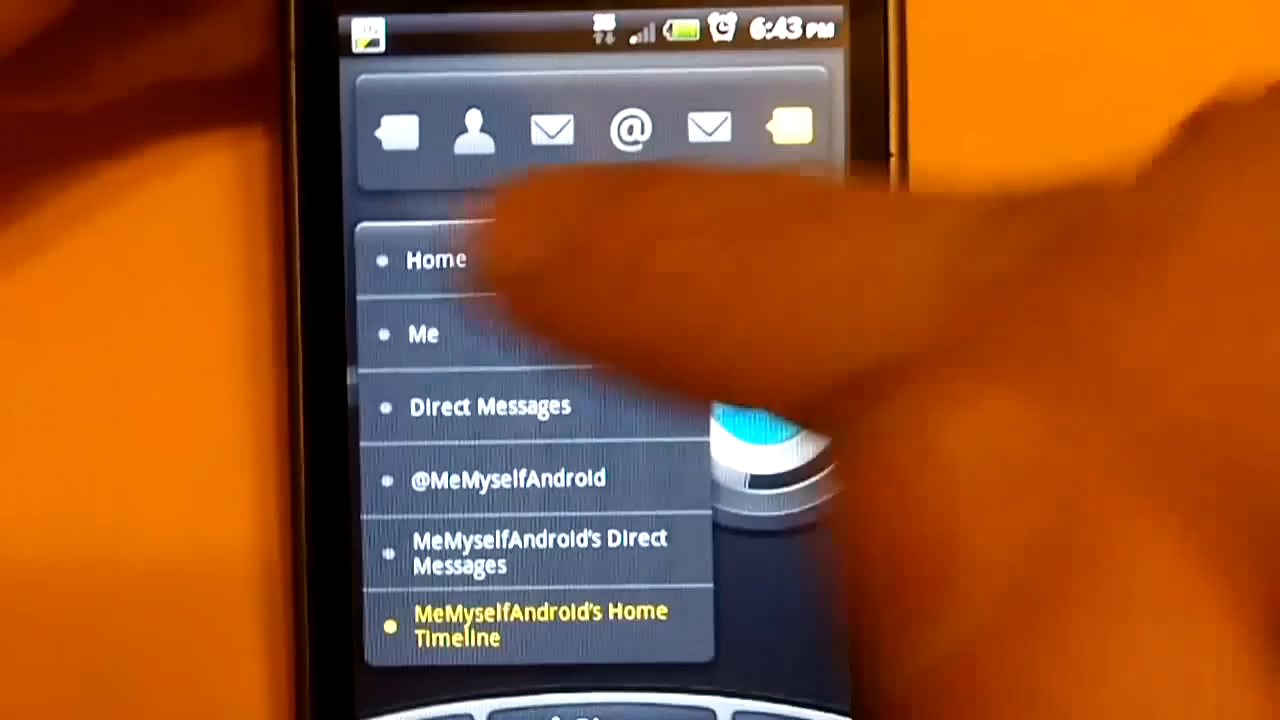 6:43 PM
@
Home
Me
Direct Messages
@MeMyselfAndroid
MeMyselfAndroid's Direct
Messages
MeMyselfAndroid's Home
Timeline